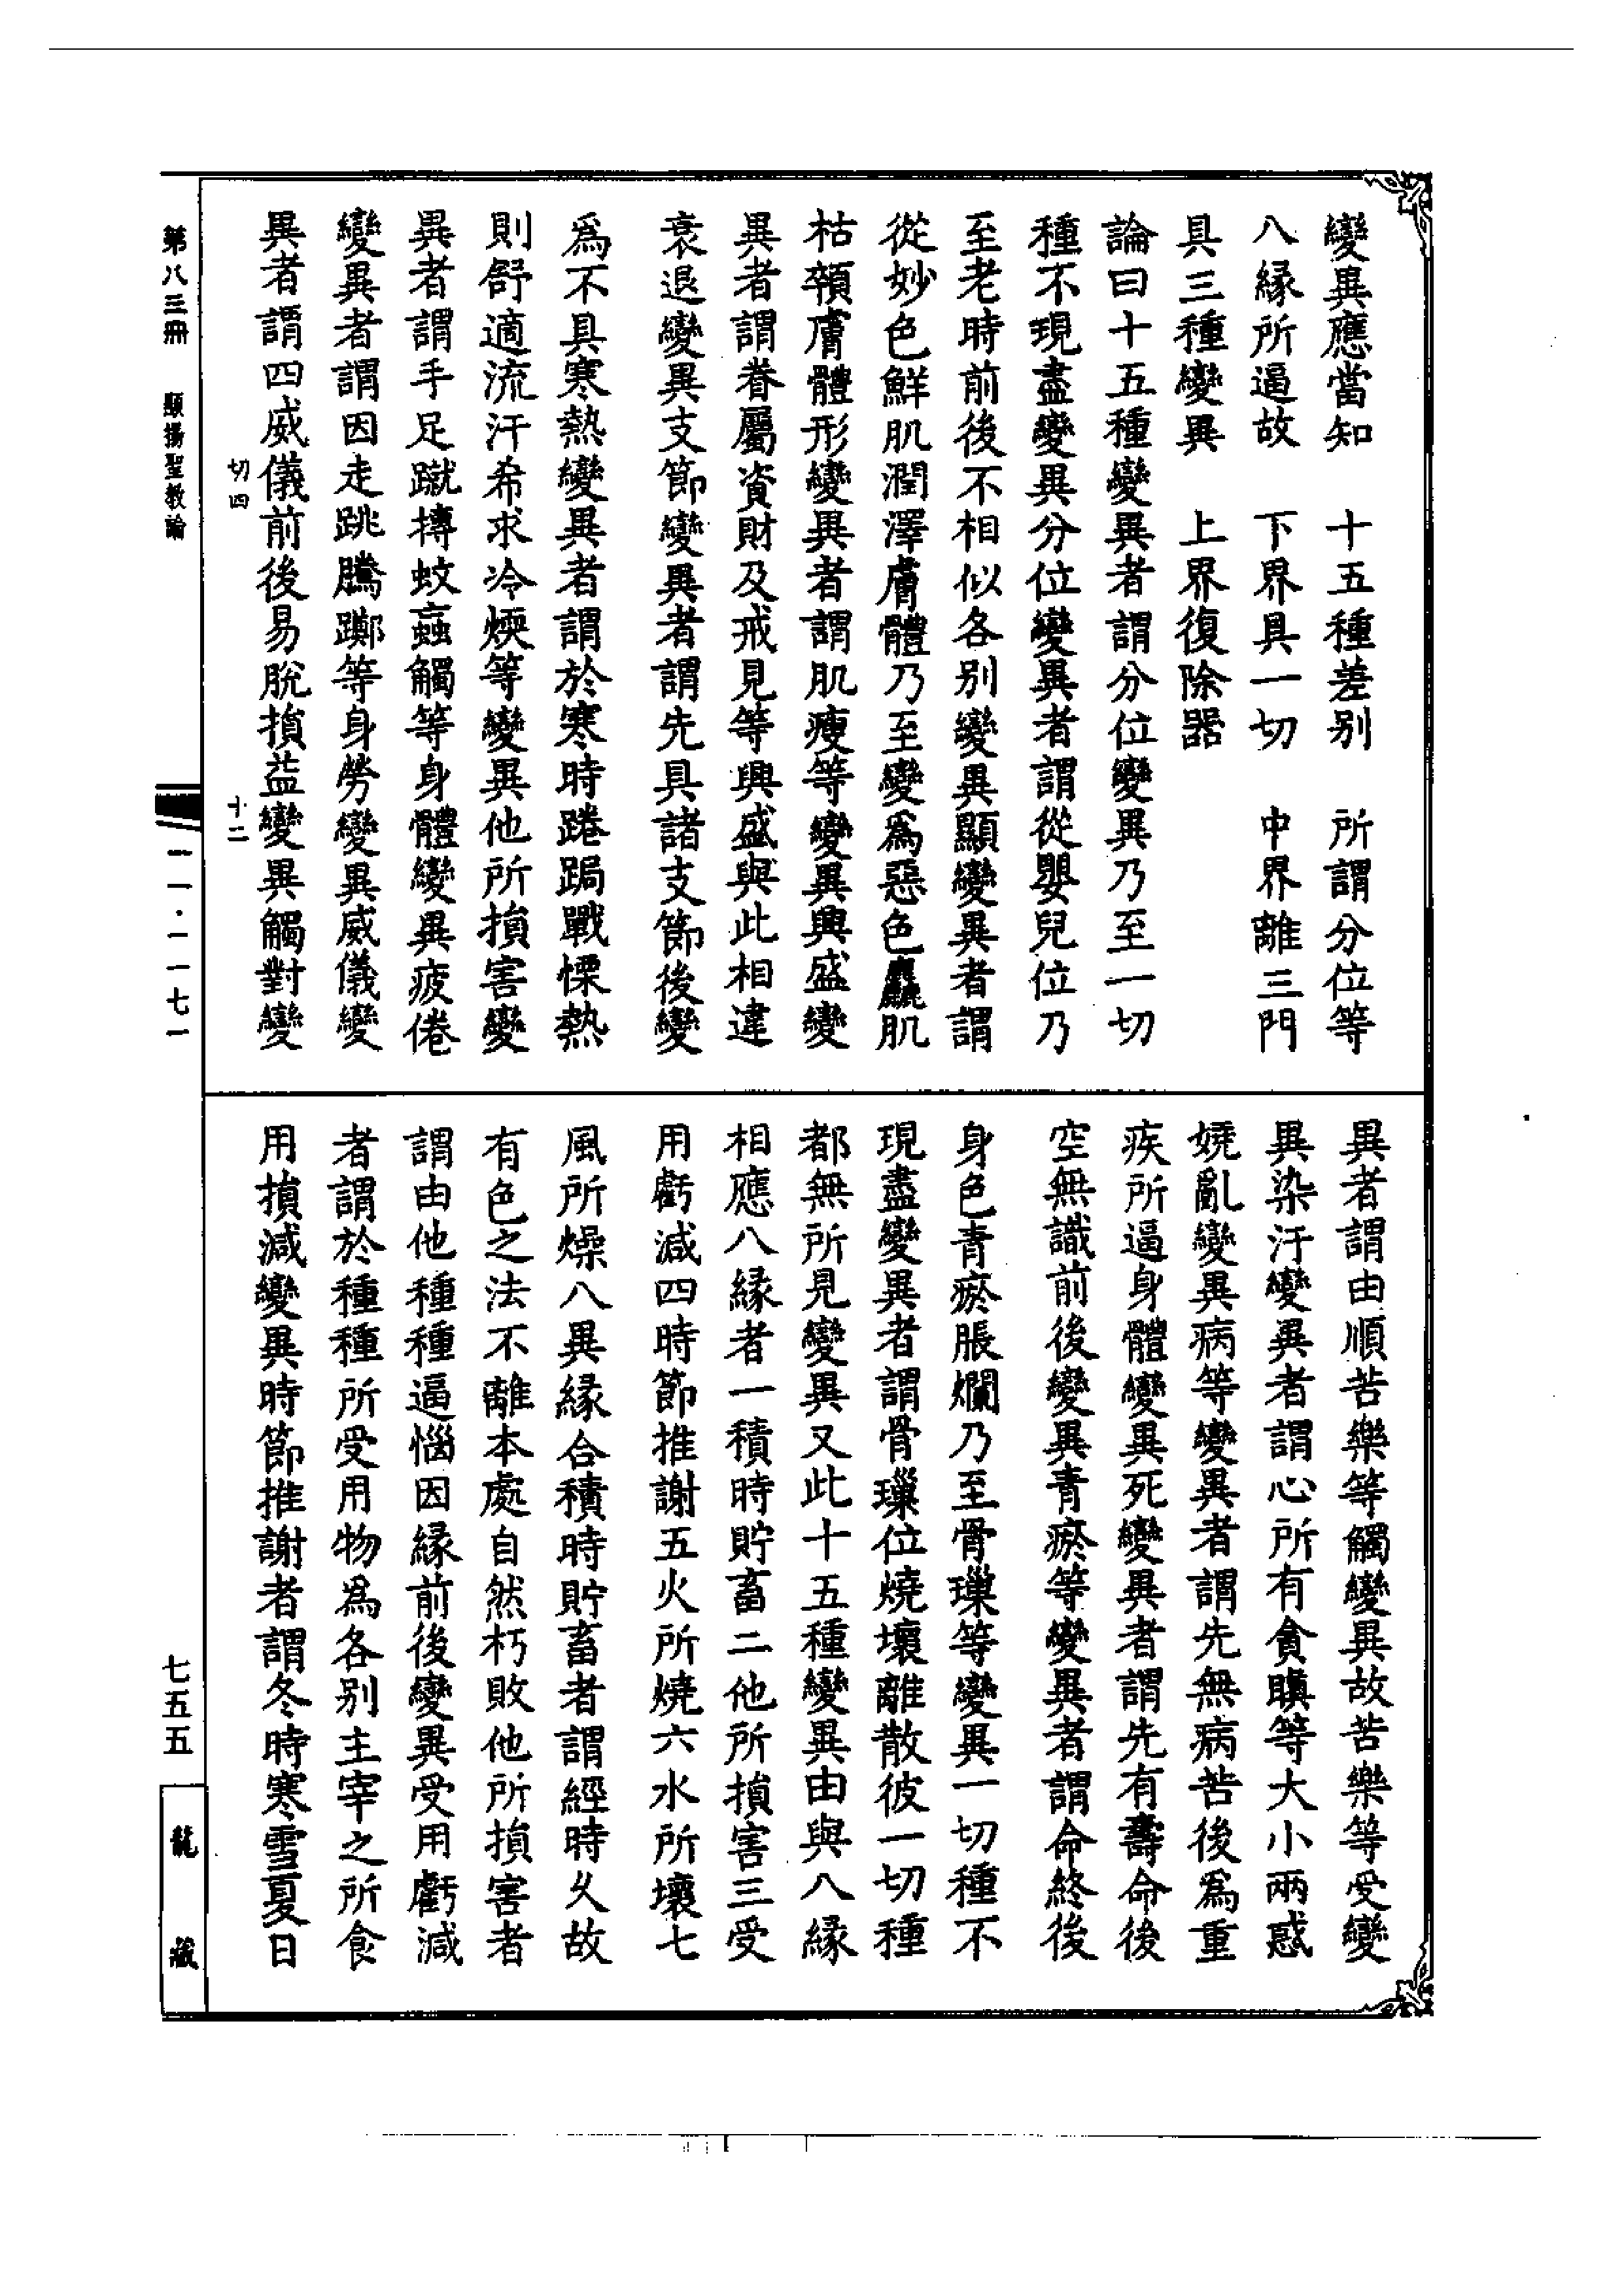 變異應當知　十五種差別　所謂分位等
八緣所逼故　下界具一切　中界離三門
具三種變異　上界復除器
論曰十五種變異者謂分位變異乃至一切
種不現盡變異分位變異者謂從嬰兒位乃
至老時前後不相似各別變異顯變異者謂
從妙色鮮肌潤澤膚體乃至變爲惡色麤肌
枯顇膚體形變異者謂肌瘦等變異興盛變
異者謂眷屬資財及戒見等興盛與此相違
衰退變異支節變異者謂先具諸支節後變
爲不具寒熱變異者謂於寒時踡跼戰慄熱
則舒適流汗希求冷煗等變異他所損害變
異者謂手足蹴摶蚊蝱觸等身體變異疲倦
變異者謂因走跳騰躑等身勞變異威儀變
異者謂四威儀前後易脫損益變異觸對變
異者謂由順苦樂等觸變異故苦樂等受變
異染汙變異者謂心所有貪瞋等大小兩惑
娆亂變異病等變異者謂先無病苦後爲重
疾所逼身體變異死變異者謂先有壽命後
空無識前後變異青瘀等變異者謂命終後
身色青瘀脹爛乃至骨璅等變異一切種不
現盡變異者謂骨璅位燒壞離散彼一切種
都無所見變異又此十五種變異由與八緣
相應八緣者一積時貯畜二他所損害三受
用虧減四時節推謝五火所燒六水所壞七
風所燥八異緣合積時貯畜者謂經時久故
有色之法不離本處自然朽敗他所損害者
謂由他種種逼惱因緣前後變異受用虧減
者謂於種種所受用物爲各別主宰之所食
用損減變異時節推謝者謂冬時寒雪夏日
切四　十二
第八三冊　顯揚聖教論　一一·一一七一　七五五　龍藏